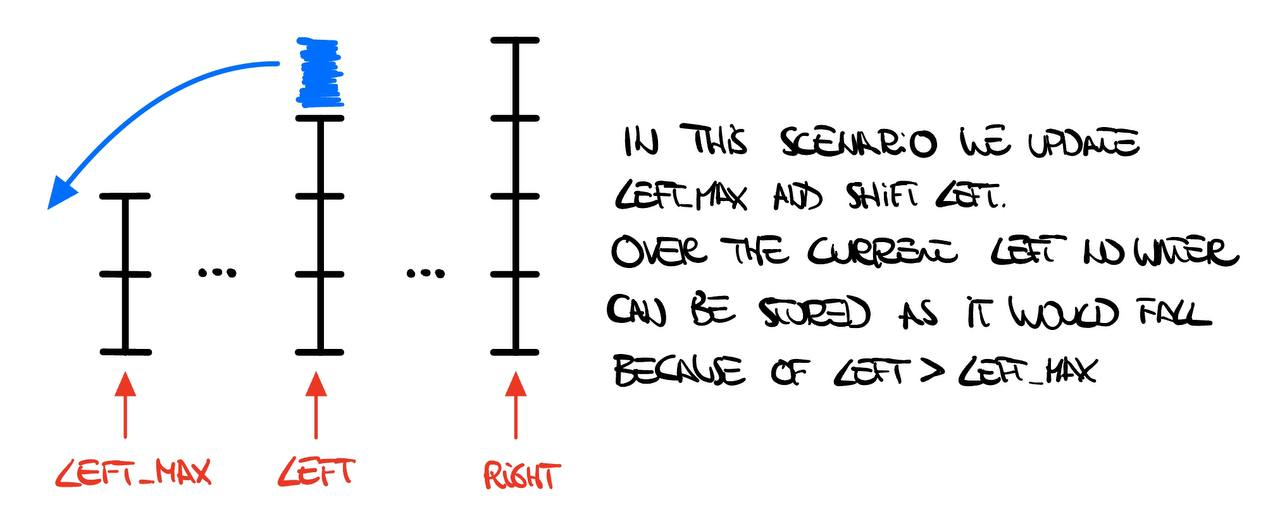 IN THIS SCENARIO WE UPDATE
LEFT_MAX AND SHIFT LEFT.
OVER THE CURRENT LEFT NO WATER
CAN BE STORED AS IT WOULD FALL
BECAUSE OF LEFT > LEFT_MAX
... ...
LEFT_MAX LEFT RIGHT